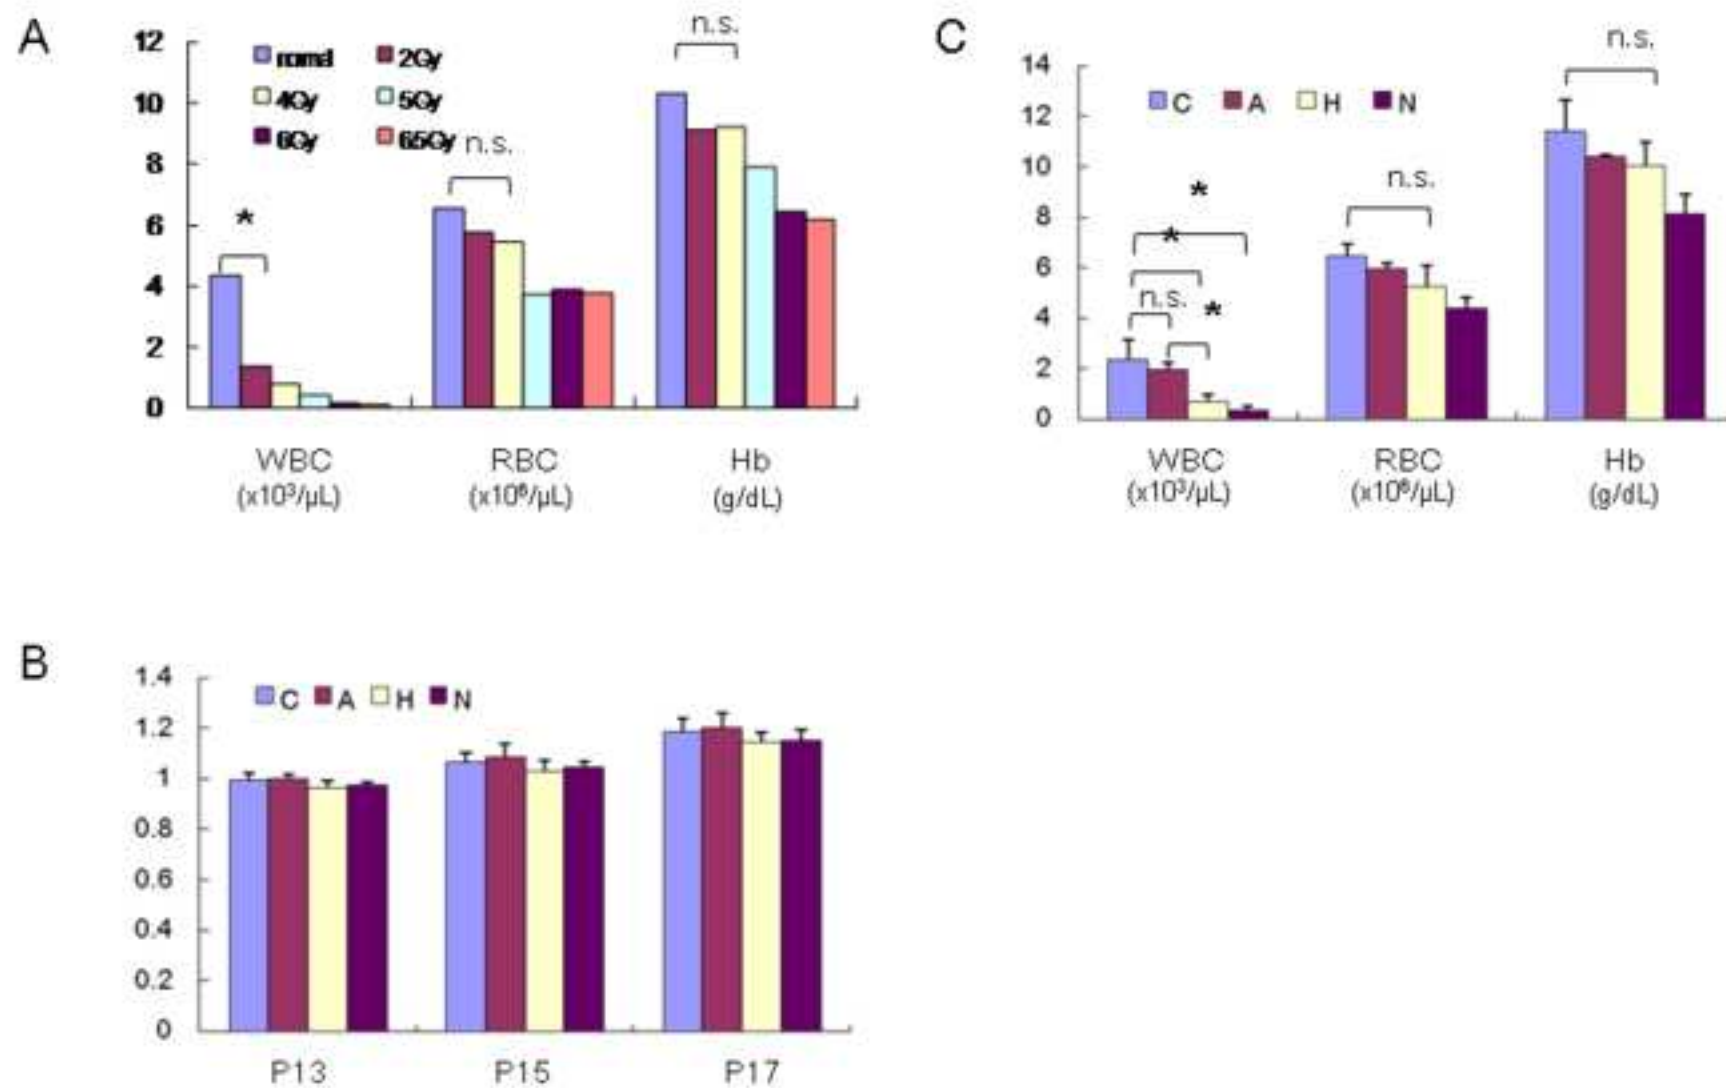 A
12
10
8
6
4
2
0
nomal 2Gy
4Gy 5Gy
6Gy 65Gy
*
n.s.
n.s.
WBC RBC Hb
(x10³/µL) (x10⁶/µL) (g/dL)
C
14
12
10
8
6
4
2
0
C A H N
*
*
n.s.
*
n.s.
n.s.
WBC RBC Hb
(x10³/µL) (x10⁶/µL) (g/dL)
B
1.4
1.2
1
0.8
0.6
0.4
0.2
0
C A H N
P13 P15 P17